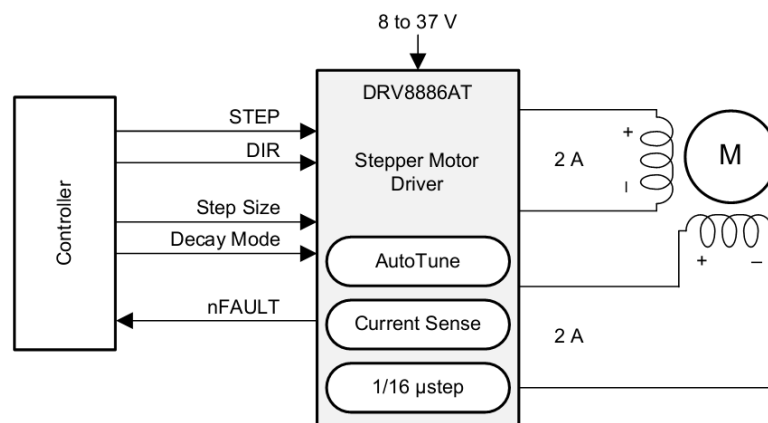 8 to 37 V
DRV8886AT
STEP
DIR
Stepper Motor
Driver
2 A
+
–
M
Controller
Step Size
Decay Mode
AutoTune
+ –
nFAULT
Current Sense
2 A
1/16 µstep